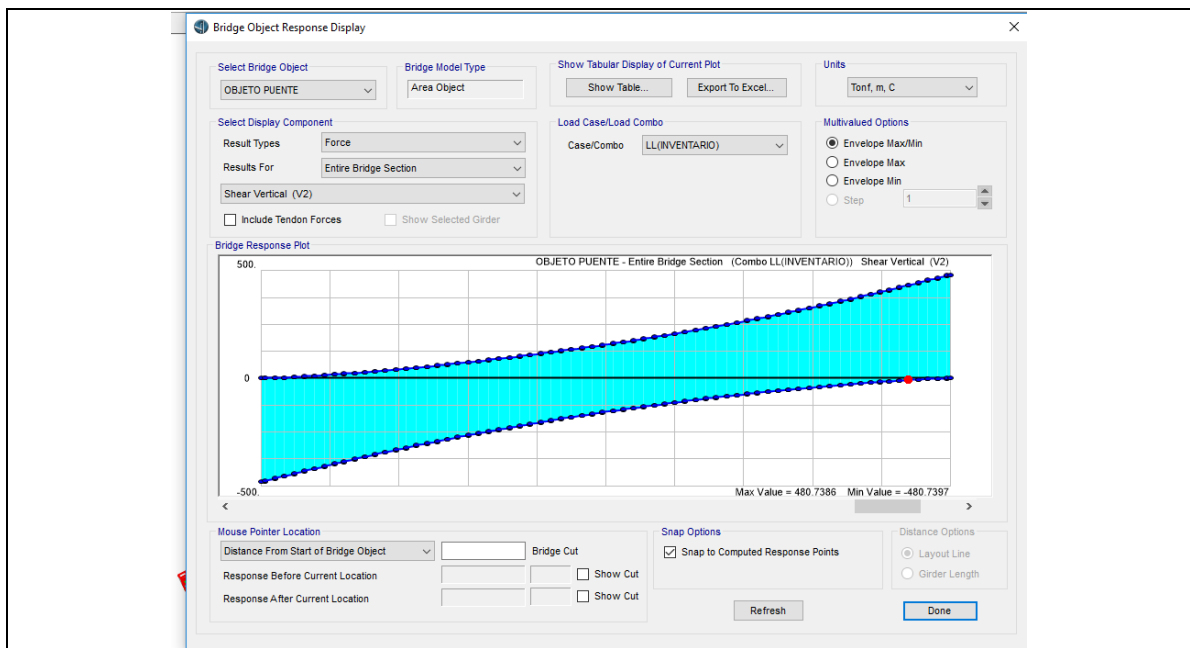 Bridge Object Response Display
Select Bridge Object
OBJETO PUENTE
Bridge Model Type
Area Object
Show Tabular Display of Current Plot
Show Table...
Export To Excel...
Units
Tonf, m, C
Select Display Component
Result Types
Force
Results For
Entire Bridge Section
Shear Vertical (V2)
Include Tendon Forces
Show Selected Girder
Load Case/Load Combo
Case/Combo
LL(INVENTARIO)
Multivalued Options
Envelope Max/Min
Envelope Max
Envelope Min
Step
1
Bridge Response Plot
OBJETO PUENTE - Entire Bridge Section (Combo LL(INVENTARIO)) Shear Vertical (V2)
500.
0
-500.
Max Value = 480.7386 Min Value = -480.7397
Mouse Pointer Location
Distance From Start of Bridge Object
Bridge Cut
Response Before Current Location
Show Cut
Response After Current Location
Show Cut
Snap Options
Snap to Computed Response Points
Distance Options
Layout Line
Girder Length
Refresh
Done